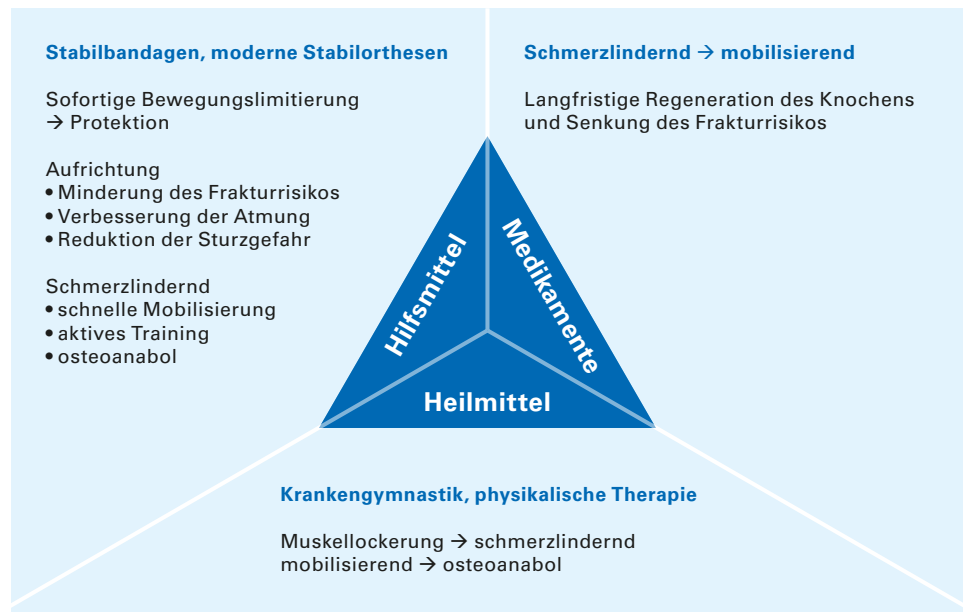 Stabilbandagen, moderne Stabilorthesen
Sofortige Bewegungslimitierung
→ Protektion
Aufrichtung
• Minderung des Frakturrisikos
• Verbesserung der Atmung
• Reduktion der Sturzgefahr
Schmerzlindernd
• schnelle Mobilisierung
• aktives Training
• osteoanabol
Schmerzlindernd → mobilisierend
Langfristige Regeneration des Knochens
und Senkung des Frakturrisikos
Hilfsmittel
Medikamente
Heilmittel
Krankengymnastik, physikalische Therapie
Muskellockerung → schmerzlindernd
mobilisierend → osteoanabol